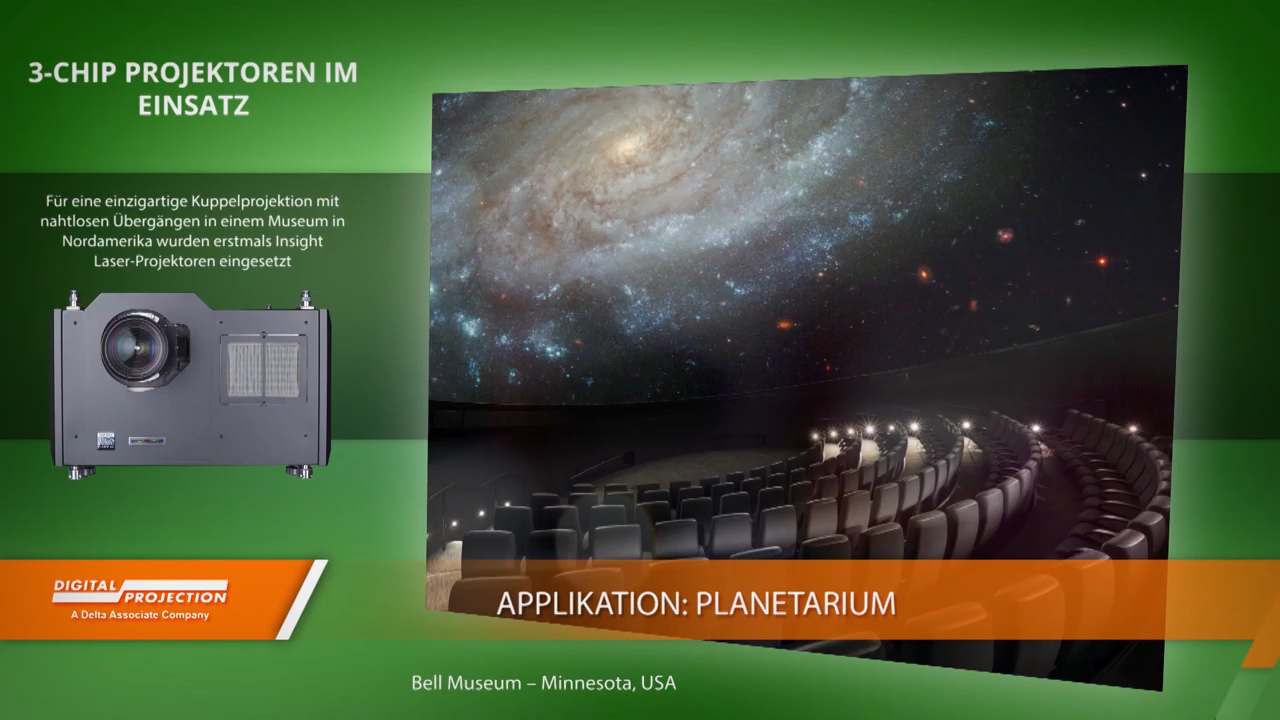 3-CHIP PROJEKTOREN IM
EINSATZ
Für eine einzigartige Kuppelprojektion mit
nahtlosen Übergängen in einem Museum in
Nordamerika wurden erstmals Insight
Laser-Projektoren eingesetzt
DIGITAL
PROJECTION
A Delta Associate Company
APPLIKATION: PLANETARIUM
Bell Museum – Minnesota, USA